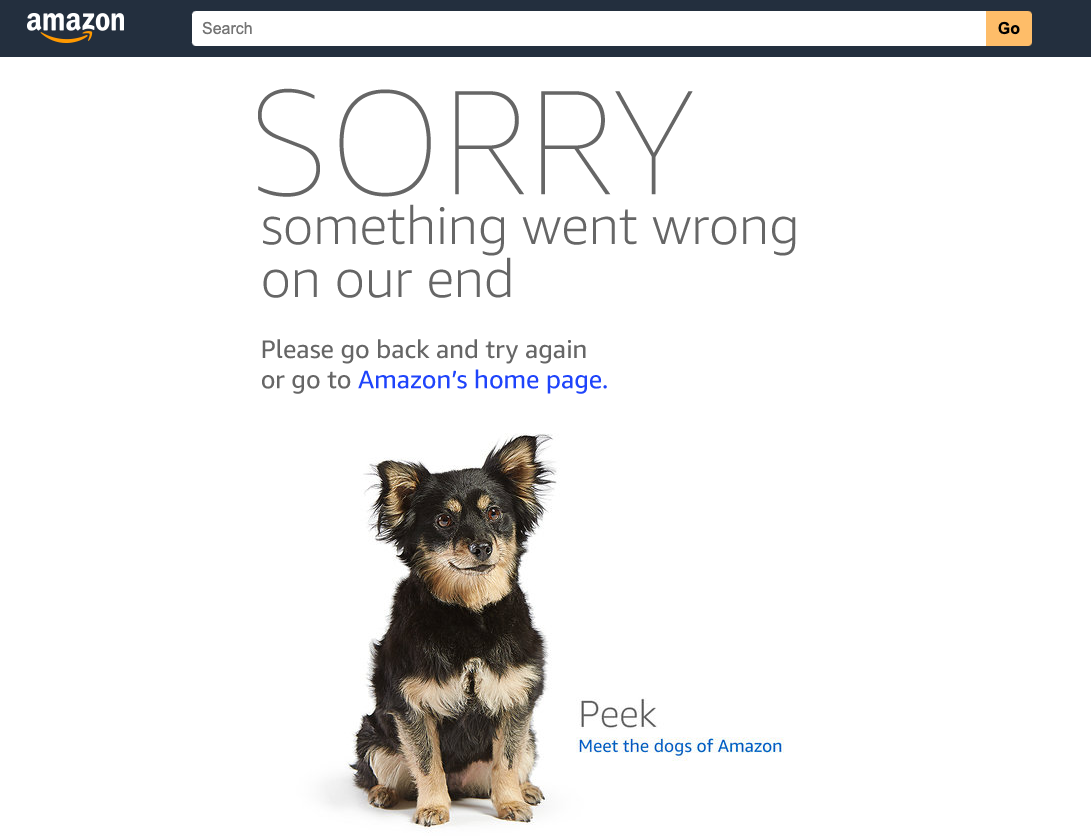 amazon
Search
Go
SORRY
something went wrong
on our end
Please go back and try again
or go to Amazon’s home page.
Peek
Meet the dogs of Amazon